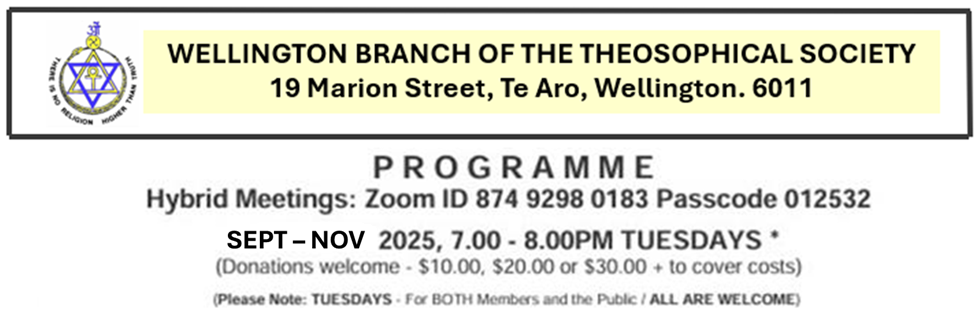 THERE IS NO RELIGION HIGHER THAN TRUTH
WELLINGTON BRANCH OF THE THEOSOPHICAL SOCIETY
19 Marion Street, Te Aro, Wellington. 6011
PROGRAMME
Hybrid Meetings: Zoom ID 874 9298 0183 Passcode 012532
SEPT – NOV 2025, 7.00 - 8.00PM TUESDAYS *
(Donations welcome - $10.00, $20.00 or $30.00 + to cover costs)
(Please Note: TUESDAYS - For BOTH Members and the Public / ALL ARE WELCOME)